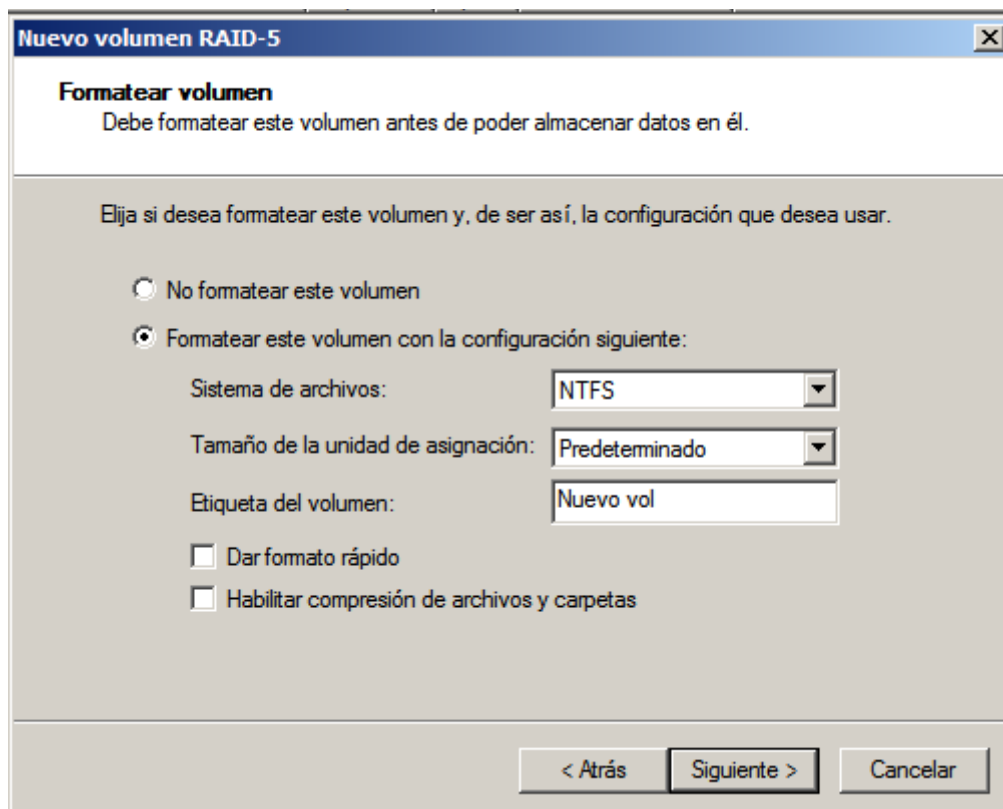 Nuevo volumen RAID-5
Formatear volumen
Debe formatear este volumen antes de poder almacenar datos en él.
Elija si desea formatear este volumen y, de ser así, la configuración que desea usar.
No formatear este volumen
Formatear este volumen con la configuración siguiente:
Sistema de archivos: NTFS
Tamaño de la unidad de asignación: Predeterminado
Etiqueta del volumen: Nuevo vol
Dar formato rápido
Habilitar compresión de archivos y carpetas
< Atrás Siguiente > Cancelar